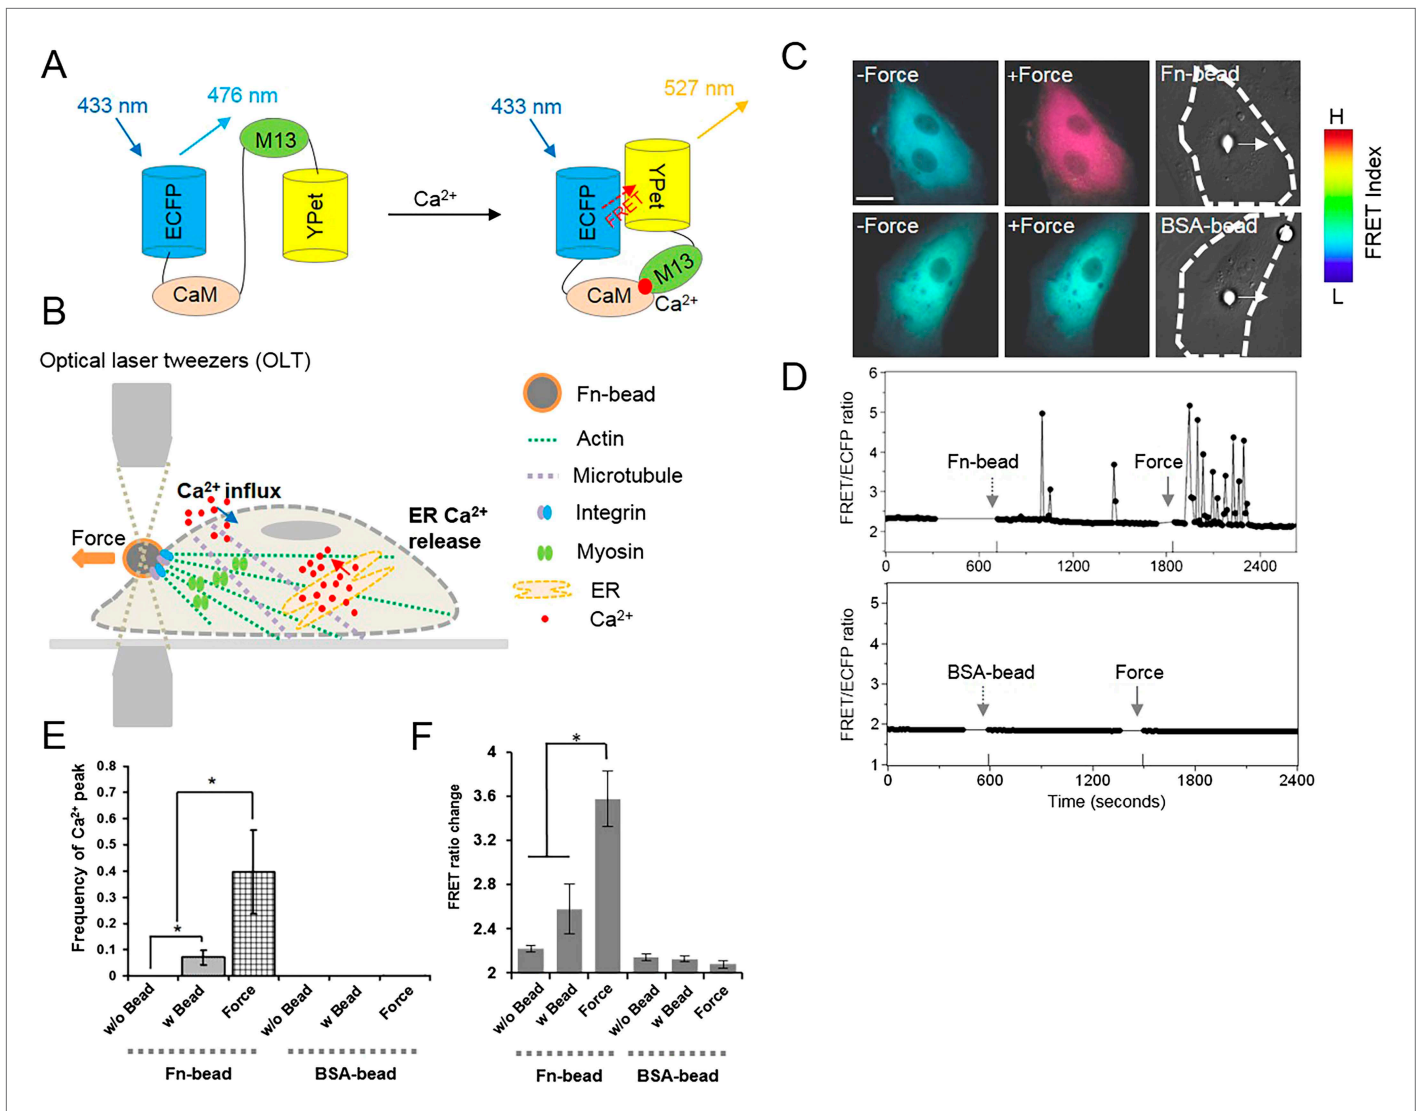 A
433 nm
476 nm
M13
ECFP
YPet
CaM
Ca²⁺
433 nm
527 nm
ECFP
FRET
YPet
M13
CaM
Ca²⁺
B
Optical laser tweezers (OLT)
Ca²⁺ influx
Force
ER Ca²⁺
release
Fn-bead
Actin
Microtubule
Integrin
Myosin
ER
Ca²⁺
C
-Force
+Force
Fn-bead
-Force
+Force
BSA-bead
H
FRET Index
L
D
FRET/ECFP ratio
6
5
4
3
2
1
Fn-bead
Force
0
600
1200
1800
2400
FRET/ECFP ratio
5
4
3
2
1
BSA-bead
Force
0
600
1200
1800
2400
Time (seconds)
E
Frequency of Ca²⁺ peak
0.8
0.7
0.6
0.5
0.4
0.3
0.2
0.1
0
*
*
w/o Bead
w Bead
Force
w/o Bead
w Bead
Force
Fn-bead
BSA-bead
F
FRET ratio change
4
3.6
3.2
2.8
2.4
2
*
w/o Bead
w Bead
Force
w/o Bead
w Bead
Force
Fn-bead
BSA-bead